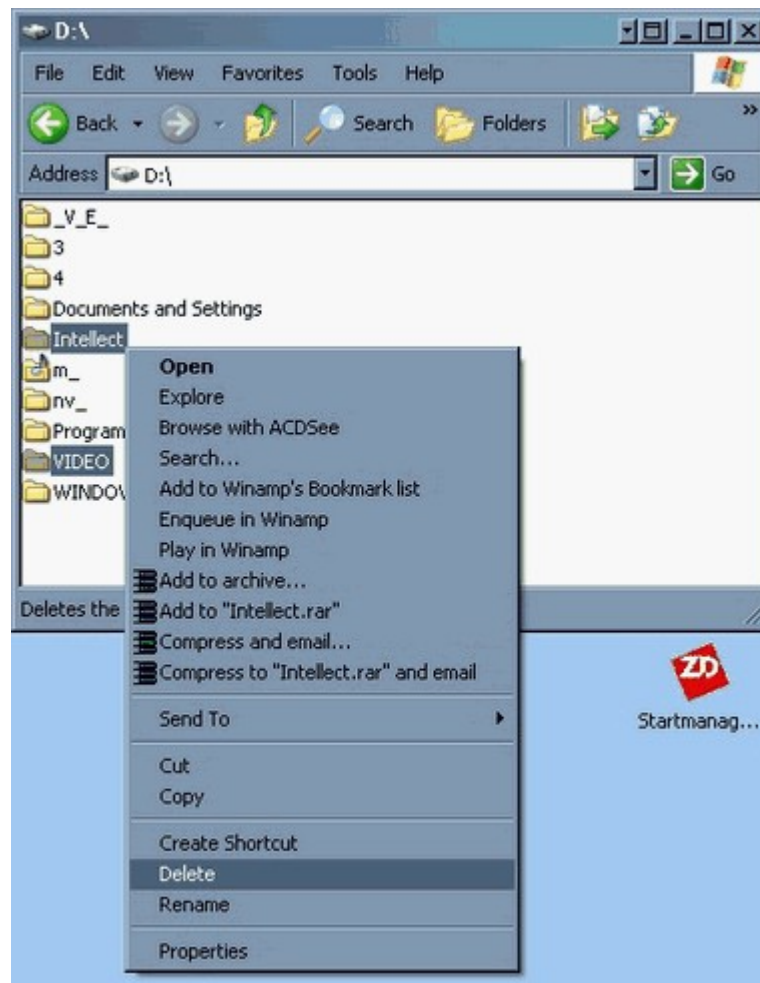 D:\
File Edit View Favorites Tools Help
Back Search Folders »
Address D:\ Go
_V_E_
3
4
Documents and Settings
Intellect
m_
nv_
Program
VIDEO
WINDOW
Deletes the
Open
Explore
Browse with ACDSee
Search...
Add to Winamp's Bookmark list
Enqueue in Winamp
Play in Winamp
Add to archive...
Add to "Intellect.rar"
Compress and email...
Compress to "Intellect.rar" and email
Send To
Cut
Copy
Create Shortcut
Delete
Rename
Properties
ZD
Startmanag...